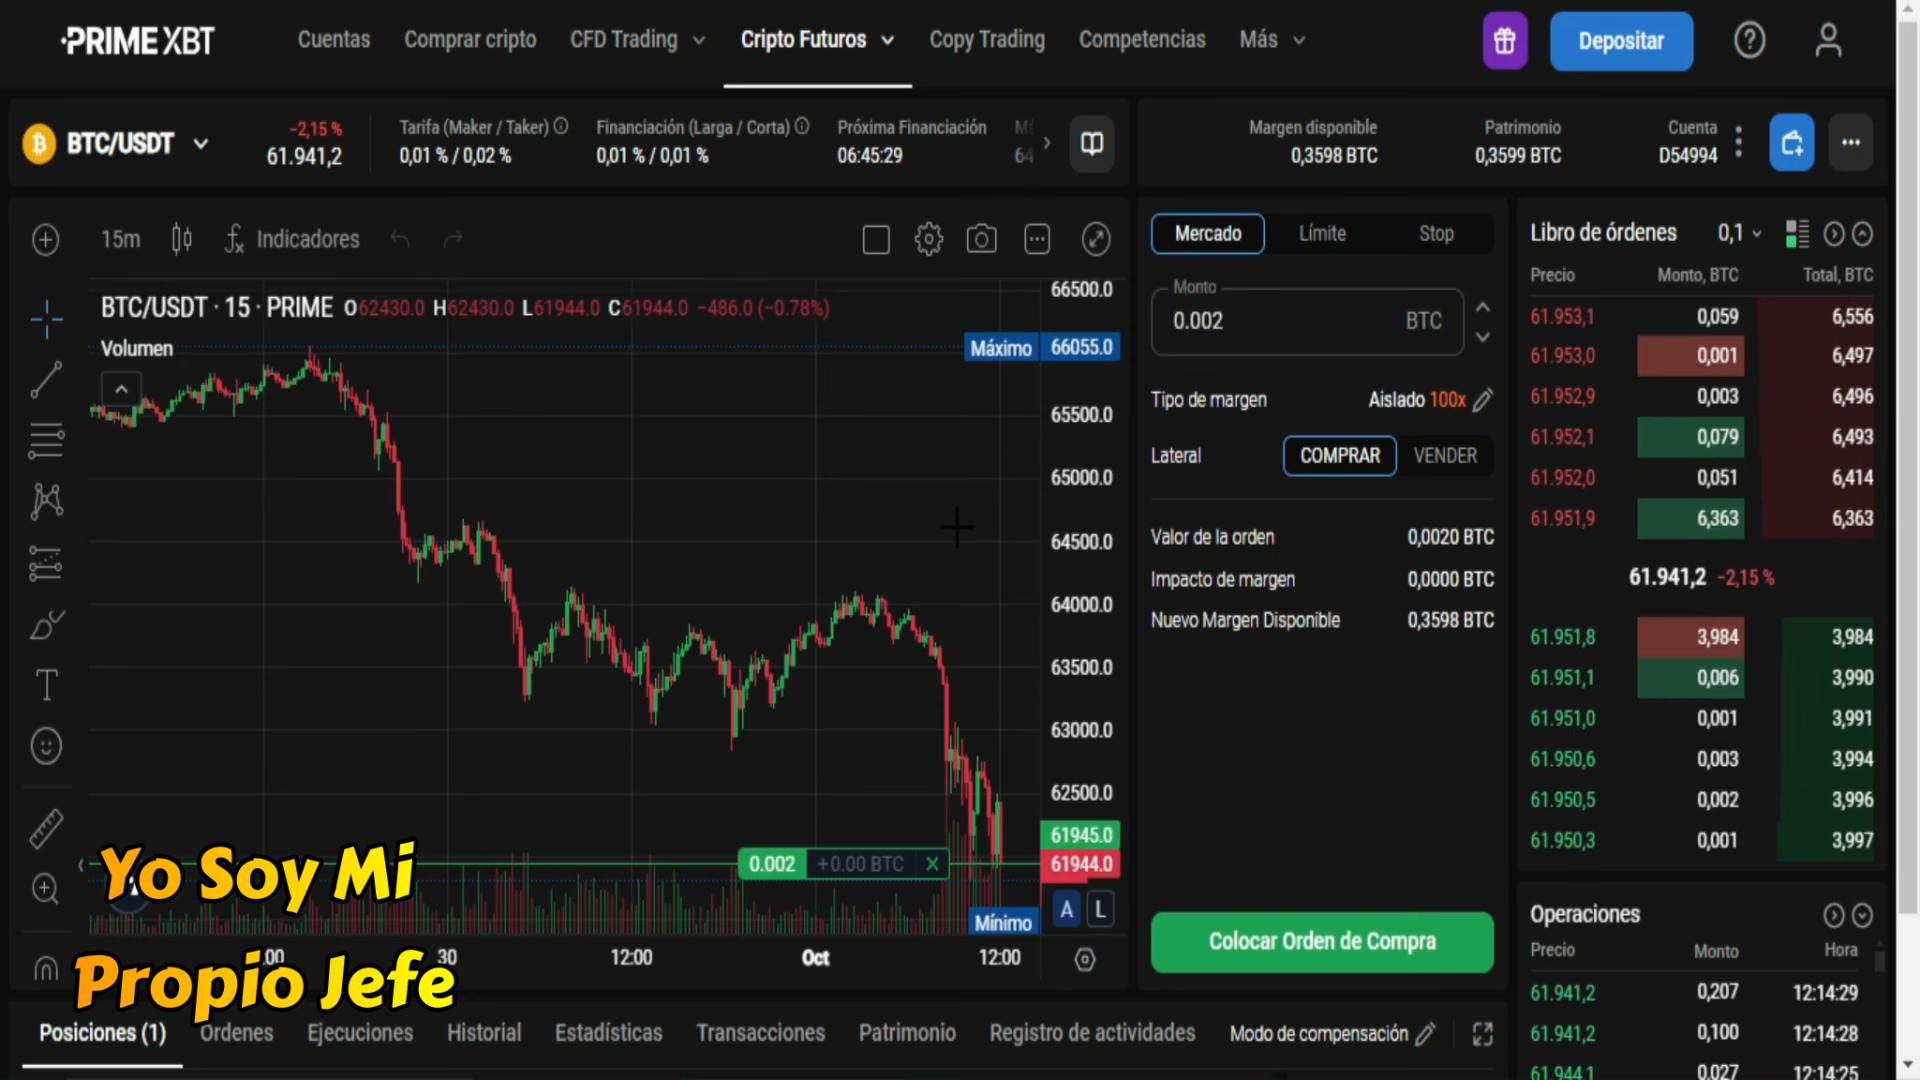 PRIME XBT
Cuentas
Comprar cripto
CFD Trading
Cripto Futuros
Copy Trading
Competencias
Más
Depositar
BTC/USDT
−2,15 %
61.941,2
Tarifa (Maker / Taker)
0,01 % / 0,02 %
Financiación (Larga / Corta)
0,01 % / 0,01 %
Próxima Financiación
06:45:29
64
Margen disponible
0,3598 BTC
Patrimonio
0,3599 BTC
Cuenta
D54994
15m
Indicadores
BTC/USDT · 15 · PRIME O62430.0 H62430.0 L61944.0 C61944.0 −486.0 (−0.78%)
Volumen
Máximo 66055.0
66500.0
65500.0
65000.0
64500.0
64000.0
63500.0
63000.0
62500.0
61945.0
61944.0
0.002 +0.00 BTC
Mínimo
A L
:00
30
12:00
Oct
12:00
Yo Soy Mi
Propio Jefe
Mercado
Límite
Stop
Monto
0.002 BTC
Tipo de margen
Aislado 100x
Lateral
COMPRAR
VENDER
Valor de la orden 0,0020 BTC
Impacto de margen 0,0000 BTC
Nuevo Margen Disponible 0,3598 BTC
Colocar Orden de Compra
Libro de órdenes 0,1
Precio Monto, BTC Total, BTC
61.953,1 0,059 6,556
61.953,0 0,001 6,497
61.952,9 0,003 6,496
61.952,1 0,079 6,493
61.952,0 0,051 6,414
61.951,9 6,363 6,363
61.941,2 −2,15 %
61.951,8 3,984 3,984
61.951,1 0,006 3,990
61.951,0 0,001 3,991
61.950,6 0,003 3,994
61.950,5 0,002 3,996
61.950,3 0,001 3,997
Operaciones
Precio Monto Hora
61.941,2 0,207 12:14:29
61.941,2 0,100 12:14:28
61.944,1 0,027 12:14:25
Posiciones (1)
Órdenes
Ejecuciones
Historial
Estadísticas
Transacciones
Patrimonio
Registro de actividades
Modo de compensación